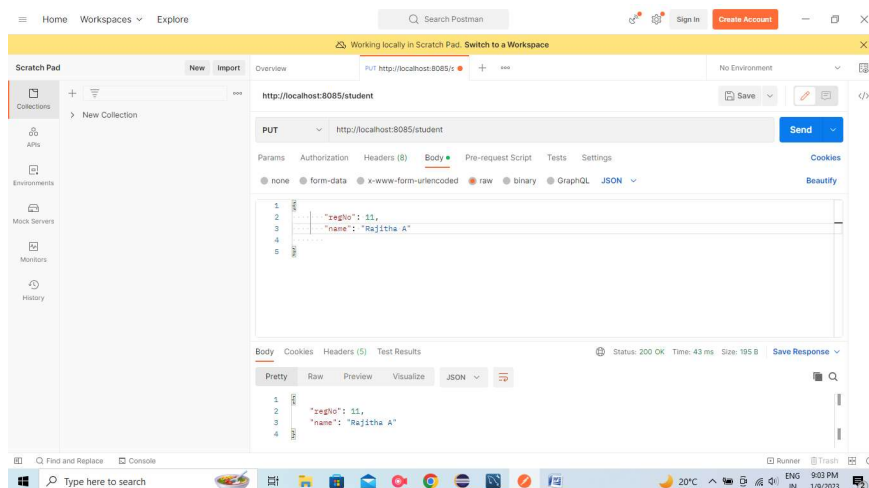 Home Workspaces Explore Search Postman Sign In Create Account
Working locally in Scratch Pad. Switch to a Workspace
Scratch Pad New Import Overview PUT http://localhost:8085/s No Environment
Collections
New Collection
http://localhost:8085/student Save
APIs
PUT http://localhost:8085/student Send
Params Authorization Headers (8) Body Pre-request Script Tests Settings Cookies
Environments
none form-data x-www-form-urlencoded raw binary GraphQL JSON Beautify
Mock Servers
1 {
2 "regNo": 11,
3 "name": "Rajitha A"
4
5 }
Monitors
History
Body Cookies Headers (5) Test Results Status: 200 OK Time: 43 ms Size: 195 B Save Response
Pretty Raw Preview Visualize JSON
1 {
2 "regNo": 11,
3 "name": "Rajitha A"
4 }
Find and Replace Console Runner Trash
Type here to search 20°C ENG 9:03 PM
IN 1/9/2023